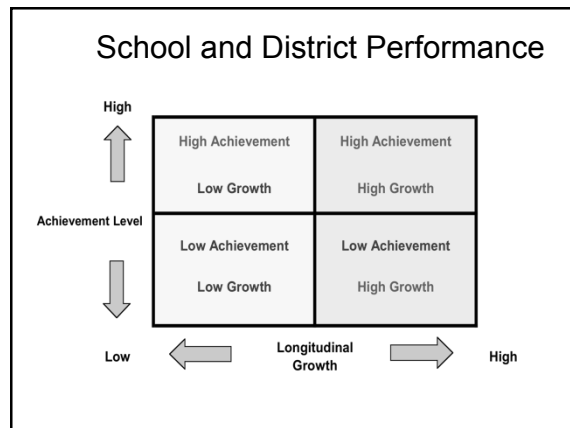 School and District Performance
High
High Achievement
Low Growth
High Achievement
High Growth
Achievement Level
Low Achievement
Low Growth
Low Achievement
High Growth
Low
Longitudinal
Growth
High